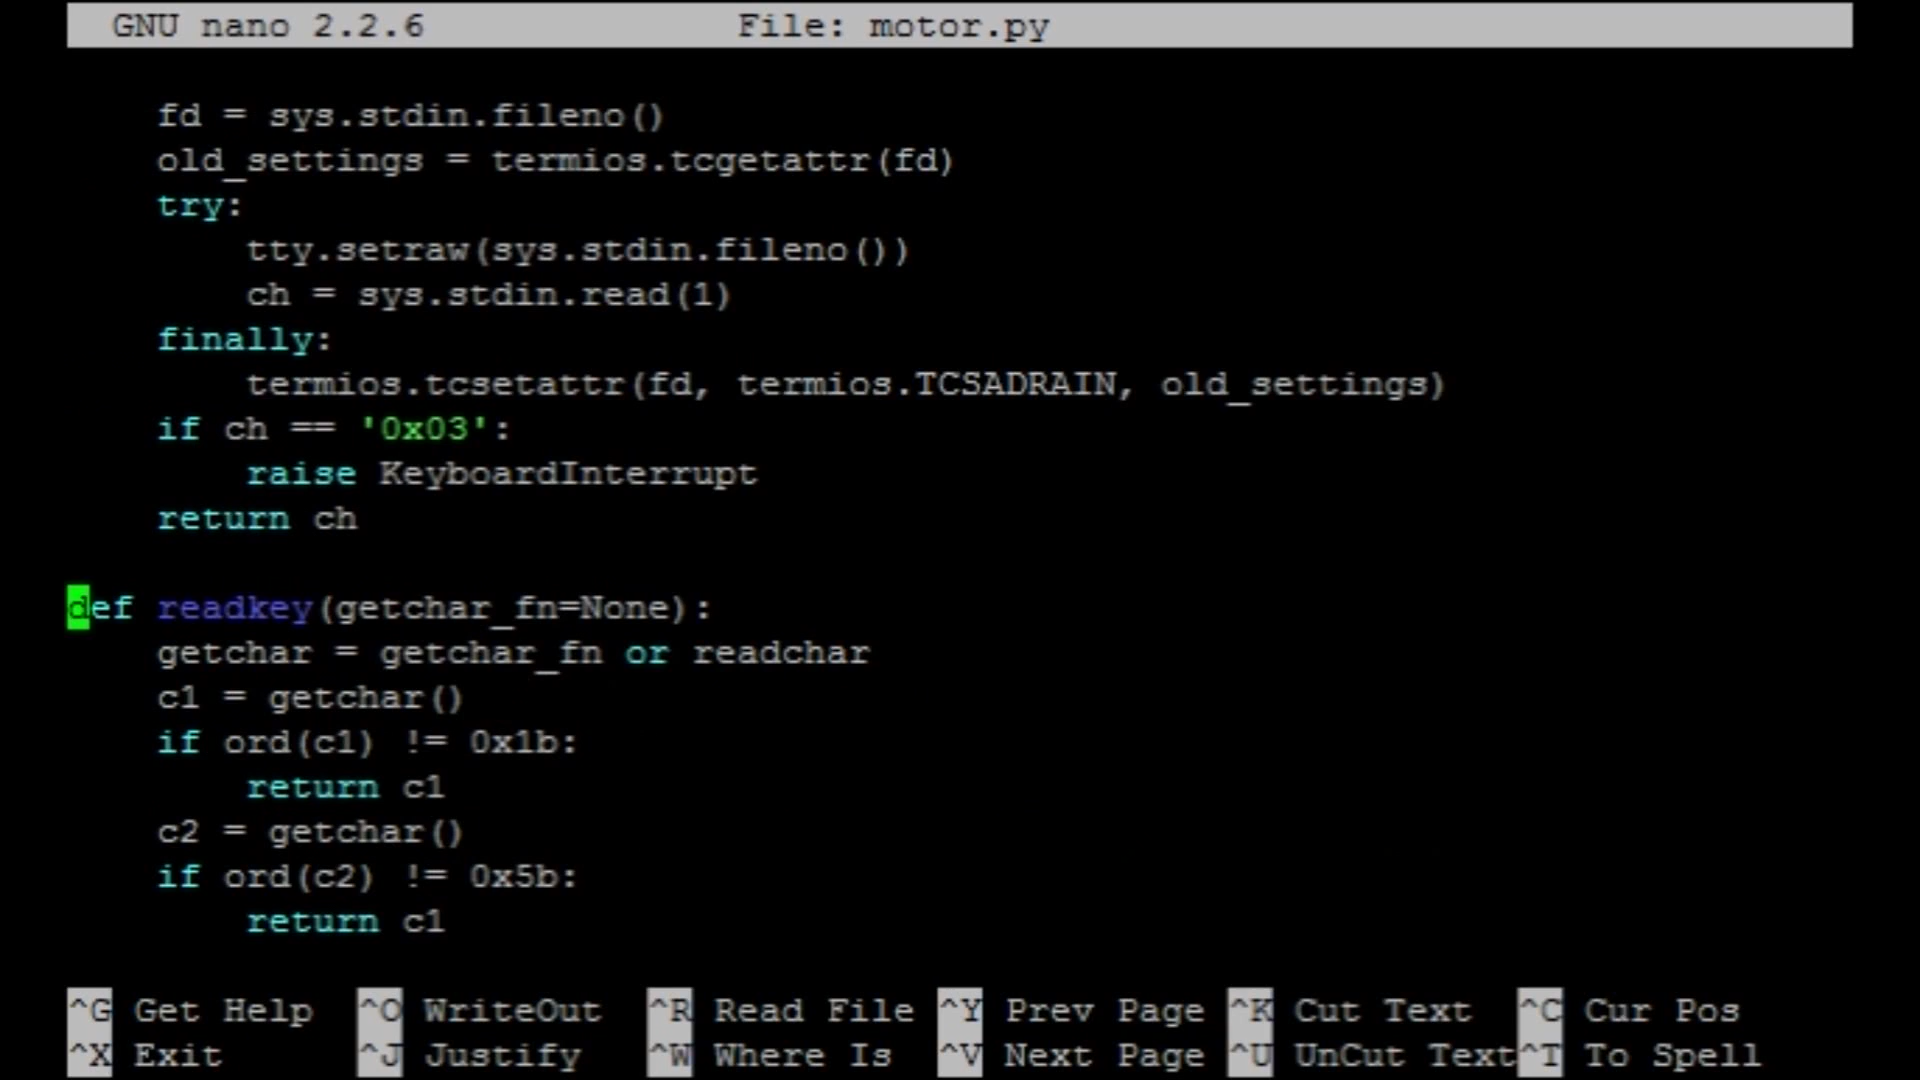 GNU nano 2.2.6 File: motor.py
fd = sys.stdin.fileno()
old_settings = termios.tcgetattr(fd)
try:
tty.setraw(sys.stdin.fileno())
ch = sys.stdin.read(1)
finally:
termios.tcsetattr(fd, termios.TCSADRAIN, old_settings)
if ch == '0x03':
raise KeyboardInterrupt
return ch
def readkey(getchar_fn=None):
getchar = getchar_fn or readchar
c1 = getchar()
if ord(c1) != 0x1b:
return c1
c2 = getchar()
if ord(c2) != 0x5b:
return c1
^G Get Help ^O WriteOut ^R Read File ^Y Prev Page ^K Cut Text ^C Cur Pos
^X Exit ^J Justify ^W Where Is ^V Next Page ^U UnCut Text ^T To Spell